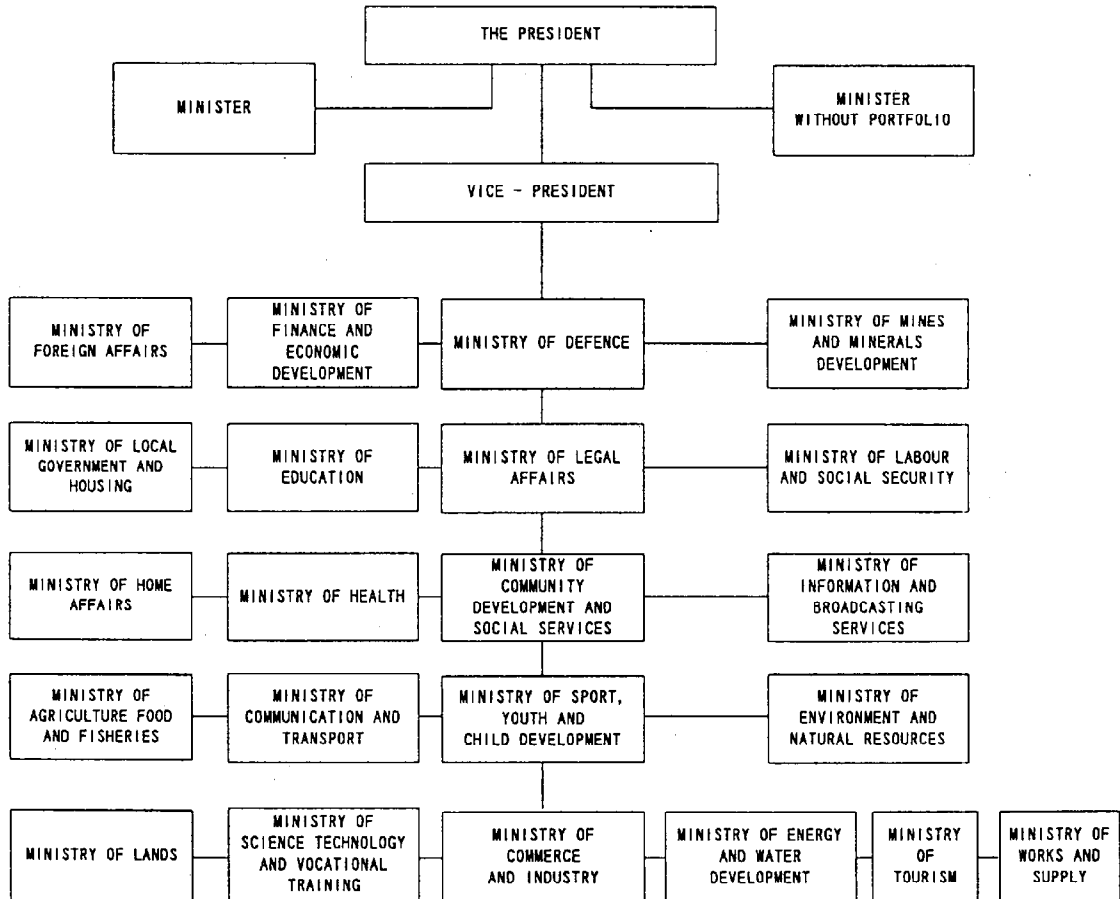 THE PRESIDENT
MINISTER
MINISTER
WITHOUT PORTFOLIO
VICE - PRESIDENT
MINISTRY OF
FOREIGN AFFAIRS
MINISTRY OF
FINANCE AND
ECONOMIC
DEVELOPMENT
MINISTRY OF DEFENCE
MINISTRY OF MINES
AND MINERALS
DEVELOPMENT
MINISTRY OF LOCAL
GOVERNMENT AND
HOUSING
MINISTRY OF
EDUCATION
MINISTRY OF LEGAL
AFFAIRS
MINISTRY OF LABOUR
AND SOCIAL SECURITY
MINISTRY OF HOME
AFFAIRS
MINISTRY OF HEALTH
MINISTRY OF
COMMUNITY
DEVELOPMENT AND
SOCIAL SERVICES
MINISTRY OF
INFORMATION AND
BROADCASTING
SERVICES
MINISTRY OF
AGRICULTURE FOOD
AND FISHERIES
MINISTRY OF
COMMUNICATION AND
TRANSPORT
MINISTRY OF SPORT,
YOUTH AND
CHILD DEVELOPMENT
MINISTRY OF
ENVIRONMENT AND
NATURAL RESOURCES
MINISTRY OF LANDS
MINISTRY OF
SCIENCE TECHNOLOGY
AND VOCATIONAL
TRAINING
MINISTRY OF
COMMERCE
AND INDUSTRY
MINISTRY OF ENERGY
AND WATER
DEVELOPMENT
MINISTRY
OF
TOURISM
MINISTRY OF
WORKS AND
SUPPLY